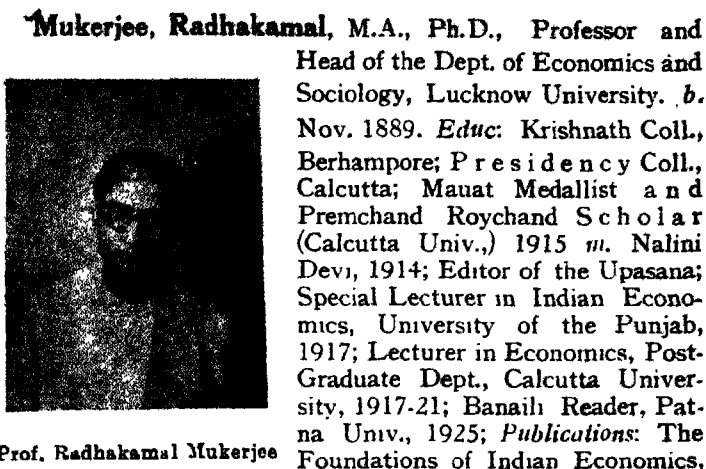 Mukerjee, Radhakamal, M.A., Ph.D., Professor and
Head of the Dept. of Economics and
Sociology, Lucknow University. b.
Nov. 1889. Educ: Krishnath Coll.,
Berhampore; Presidency Coll.,
Calcutta; Mauat Medallist and
Premchand Roychand Scholar
(Calcutta Univ.,) 1915 m. Nalini
Devi, 1914; Editor of the Upasana;
Special Lecturer in Indian Econo-
mics, University of the Punjab,
1917; Lecturer in Economics, Post-
Graduate Dept., Calcutta Univer-
sity, 1917-21; Banaili Reader, Pat-
na Univ., 1925; Publications: The
Foundations of Indian Economics,
Prof. Radhakamal Mukerjee